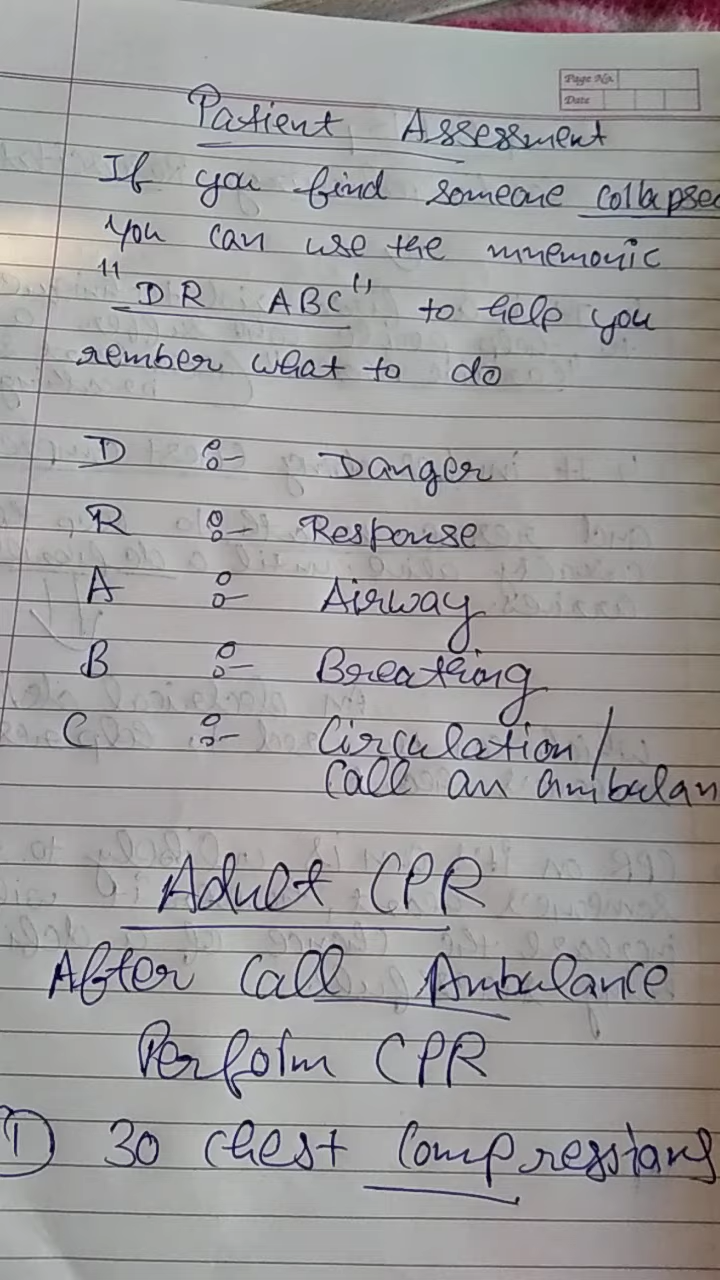 Page No.
Date
Patient Assessment
If you find someone collapse
you can use the mnemonic
"DR ABC" to help you
rember what to do
D :- Danger
R :- Response
A :- Airway
B :- Breathing
C :- Circulation/
Call an ambulan
Adult CPR
After Call Ambulance
Perform CPR
1 30 chest compressions